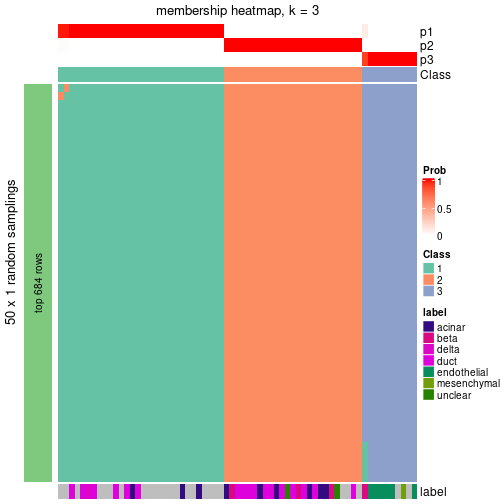 membership heatmap, k = 3
p1
p2
p3
Class
50 x 1 random samplings
top 684 rows
Prob
1
0.5
0
Class
1
2
3
label
acinar
beta
delta
duct
endothelial
mesenchymal
unclear
label